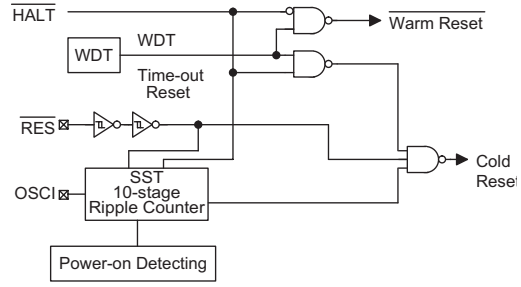 HALT
Warm Reset
WDT
WDT
Time-out
Reset
RES
Cold
Reset
OSCI
SST
10-stage
Ripple Counter
Power-on Detecting